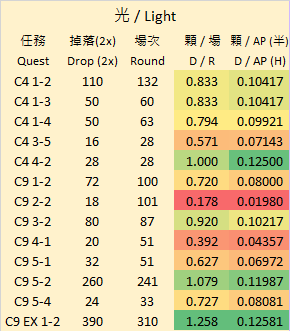 光 / Light
任務 掉落(2x) 場次 顆 / 場 顆 / AP (半)
Quest Drop (2x) Round D / R D / AP (H)
C4 1-2 110 132 0.833 0.10417
C4 1-3 50 60 0.833 0.10417
C4 1-4 50 63 0.794 0.09921
C4 3-5 16 28 0.571 0.07143
C4 4-2 28 28 1.000 0.12500
C9 1-2 72 100 0.720 0.08000
C9 2-2 18 101 0.178 0.01980
C9 3-2 80 87 0.920 0.10217
C9 4-1 20 51 0.392 0.04357
C9 5-1 32 51 0.627 0.06972
C9 5-2 260 241 1.079 0.11987
C9 5-4 24 33 0.727 0.08081
C9 EX 1-2 390 310 1.258 0.12581